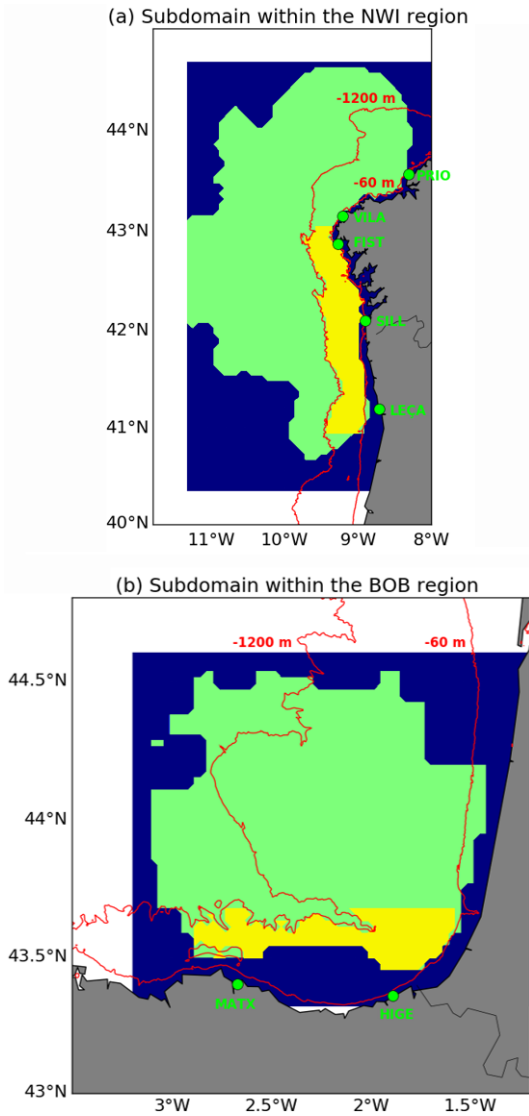 (a) Subdomain within the NWI region
-1200 m
44°N
-60 m
PRIO
VILA
43°N
FIST
42°N
SILL
41°N
LEÇA
40°N
11°W 10°W 9°W 8°W
(b) Subdomain within the BOB region
-1200 m
-60 m
44.5°N
44°N
43.5°N
MATX
HIGE
43°N
3°W 2.5°W 2°W 1.5°W